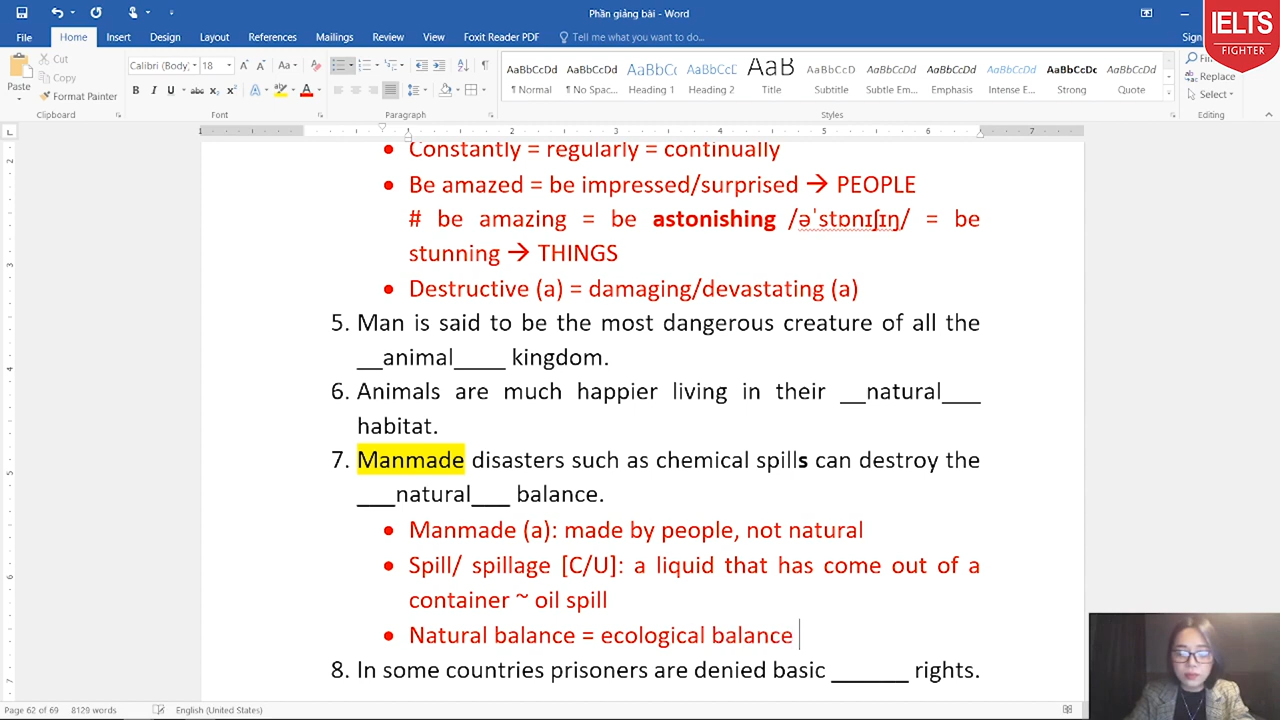 Phần giảng bài - Word
File Home Insert Design Layout References Mailings Review View Foxit Reader PDF Tell me what you want to do... Sign
IELTS
FIGHTER
Cut
Copy
Format Painter
Paste
Calibri (Body) 18
AaBbCcDd AaBbCcDd AaBbCc AaBbCcD AaB AaBbCcD AaBbCcDd AaBbCcDd AaBbCcDd AaBbCcDd AaBbCcDd
¶ Normal ¶ No Spac... Heading 1 Heading 2 Title Subtitle Subtle Em... Emphasis Intense E... Strong Quote
Replace
Select
Clipboard Font Paragraph Styles Editing
• Constantly = regularly = continually
• Be amazed = be impressed/surprised → PEOPLE
# be amazing = be astonishing /əˈstɒnɪʃɪŋ/ = be
stunning → THINGS
• Destructive (a) = damaging/devastating (a)
5. Man is said to be the most dangerous creature of all the
__animal____ kingdom.
6. Animals are much happier living in their __natural___
habitat.
7. Manmade disasters such as chemical spills can destroy the
___natural___ balance.
• Manmade (a): made by people, not natural
• Spill/ spillage [C/U]: a liquid that has come out of a
container ~ oil spill
• Natural balance = ecological balance
8. In some countries prisoners are denied basic ______ rights.
Page 62 of 69 8129 words English (United States)